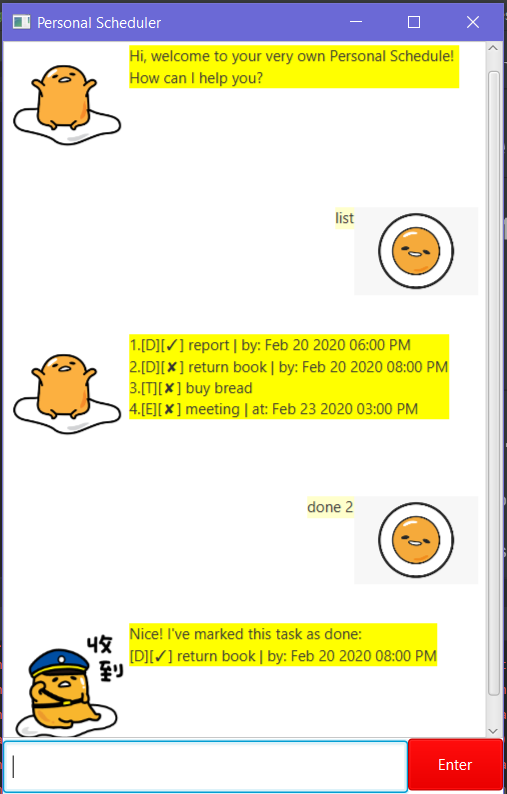 Personal Scheduler
Hi, welcome to your very own Personal Schedule!
How can I help you?
list
1.[D][✓] report | by: Feb 20 2020 06:00 PM
2.[D][✘] return book | by: Feb 20 2020 08:00 PM
3.[T][✘] buy bread
4.[E][✘] meeting | at: Feb 23 2020 03:00 PM
done 2
收到
Nice! I've marked this task as done:
[D][✓] return book | by: Feb 20 2020 08:00 PM
Enter